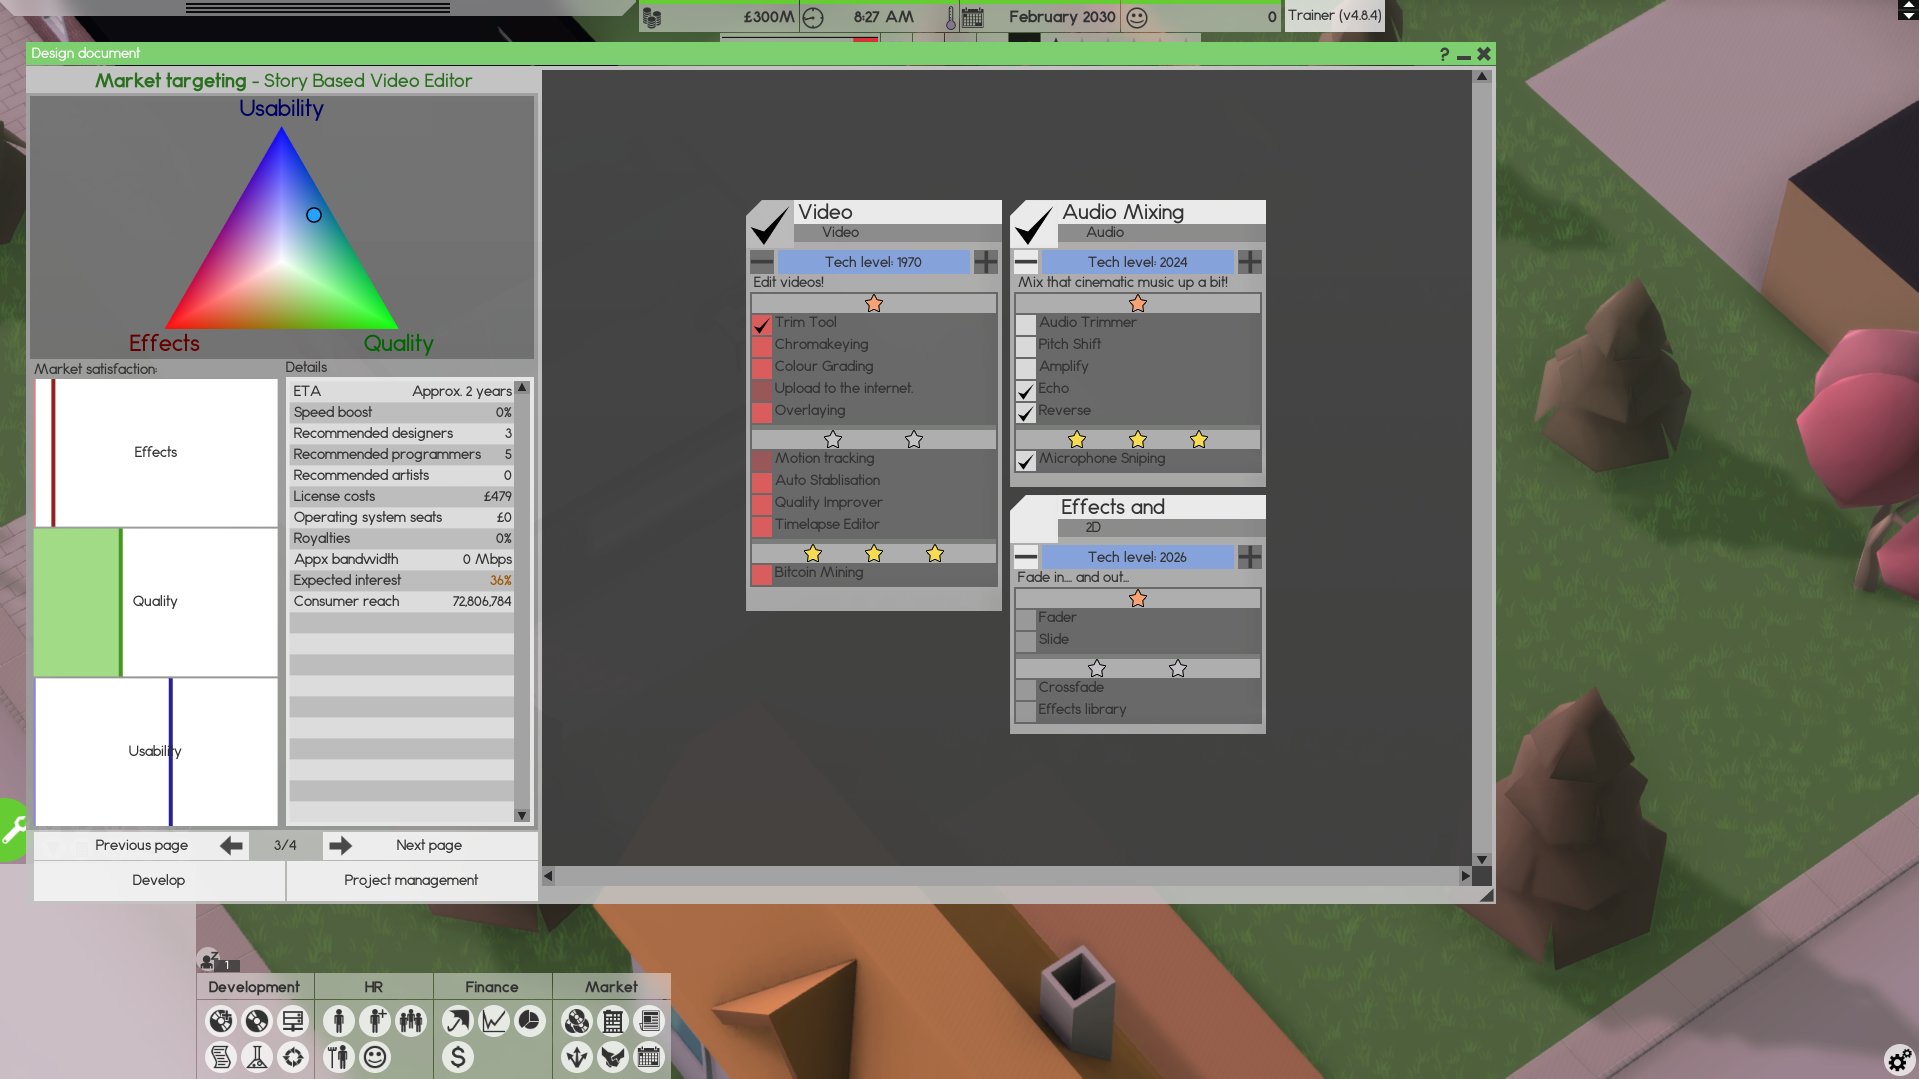 £300M
8:27 AM
February 2030
0
Trainer (v4.8.4)
Design document
?
Market targeting - Story Based Video Editor
Usability
Effects
Quality
Market satisfaction:
Effects
Quality
Usability
Details
ETA Approx. 2 years
Speed boost 0%
Recommended designers 3
Recommended programmers 5
Recommended artists 0
License costs £479
Operating system seats £0
Royalties 0%
Appx bandwidth 0 Mbps
Expected interest 36%
Consumer reach 72,806,784
Previous page 3/4 Next page
Develop
Project management
Video
Video
Tech level: 1970
Edit videos!
Trim Tool
Chromakeying
Colour Grading
Upload to the internet.
Overlaying
Motion tracking
Auto Stablisation
Quality Improver
Timelapse Editor
Bitcoin Mining
Audio Mixing
Audio
Tech level: 2024
Mix that cinematic music up a bit!
Audio Trimmer
Pitch Shift
Amplify
Echo
Reverse
Microphone Sniping
Effects and
2D
Tech level: 2026
Fade in.... and out...
Fader
Slide
Crossfade
Effects library
Z
1
Development
HR
Finance
Market
$